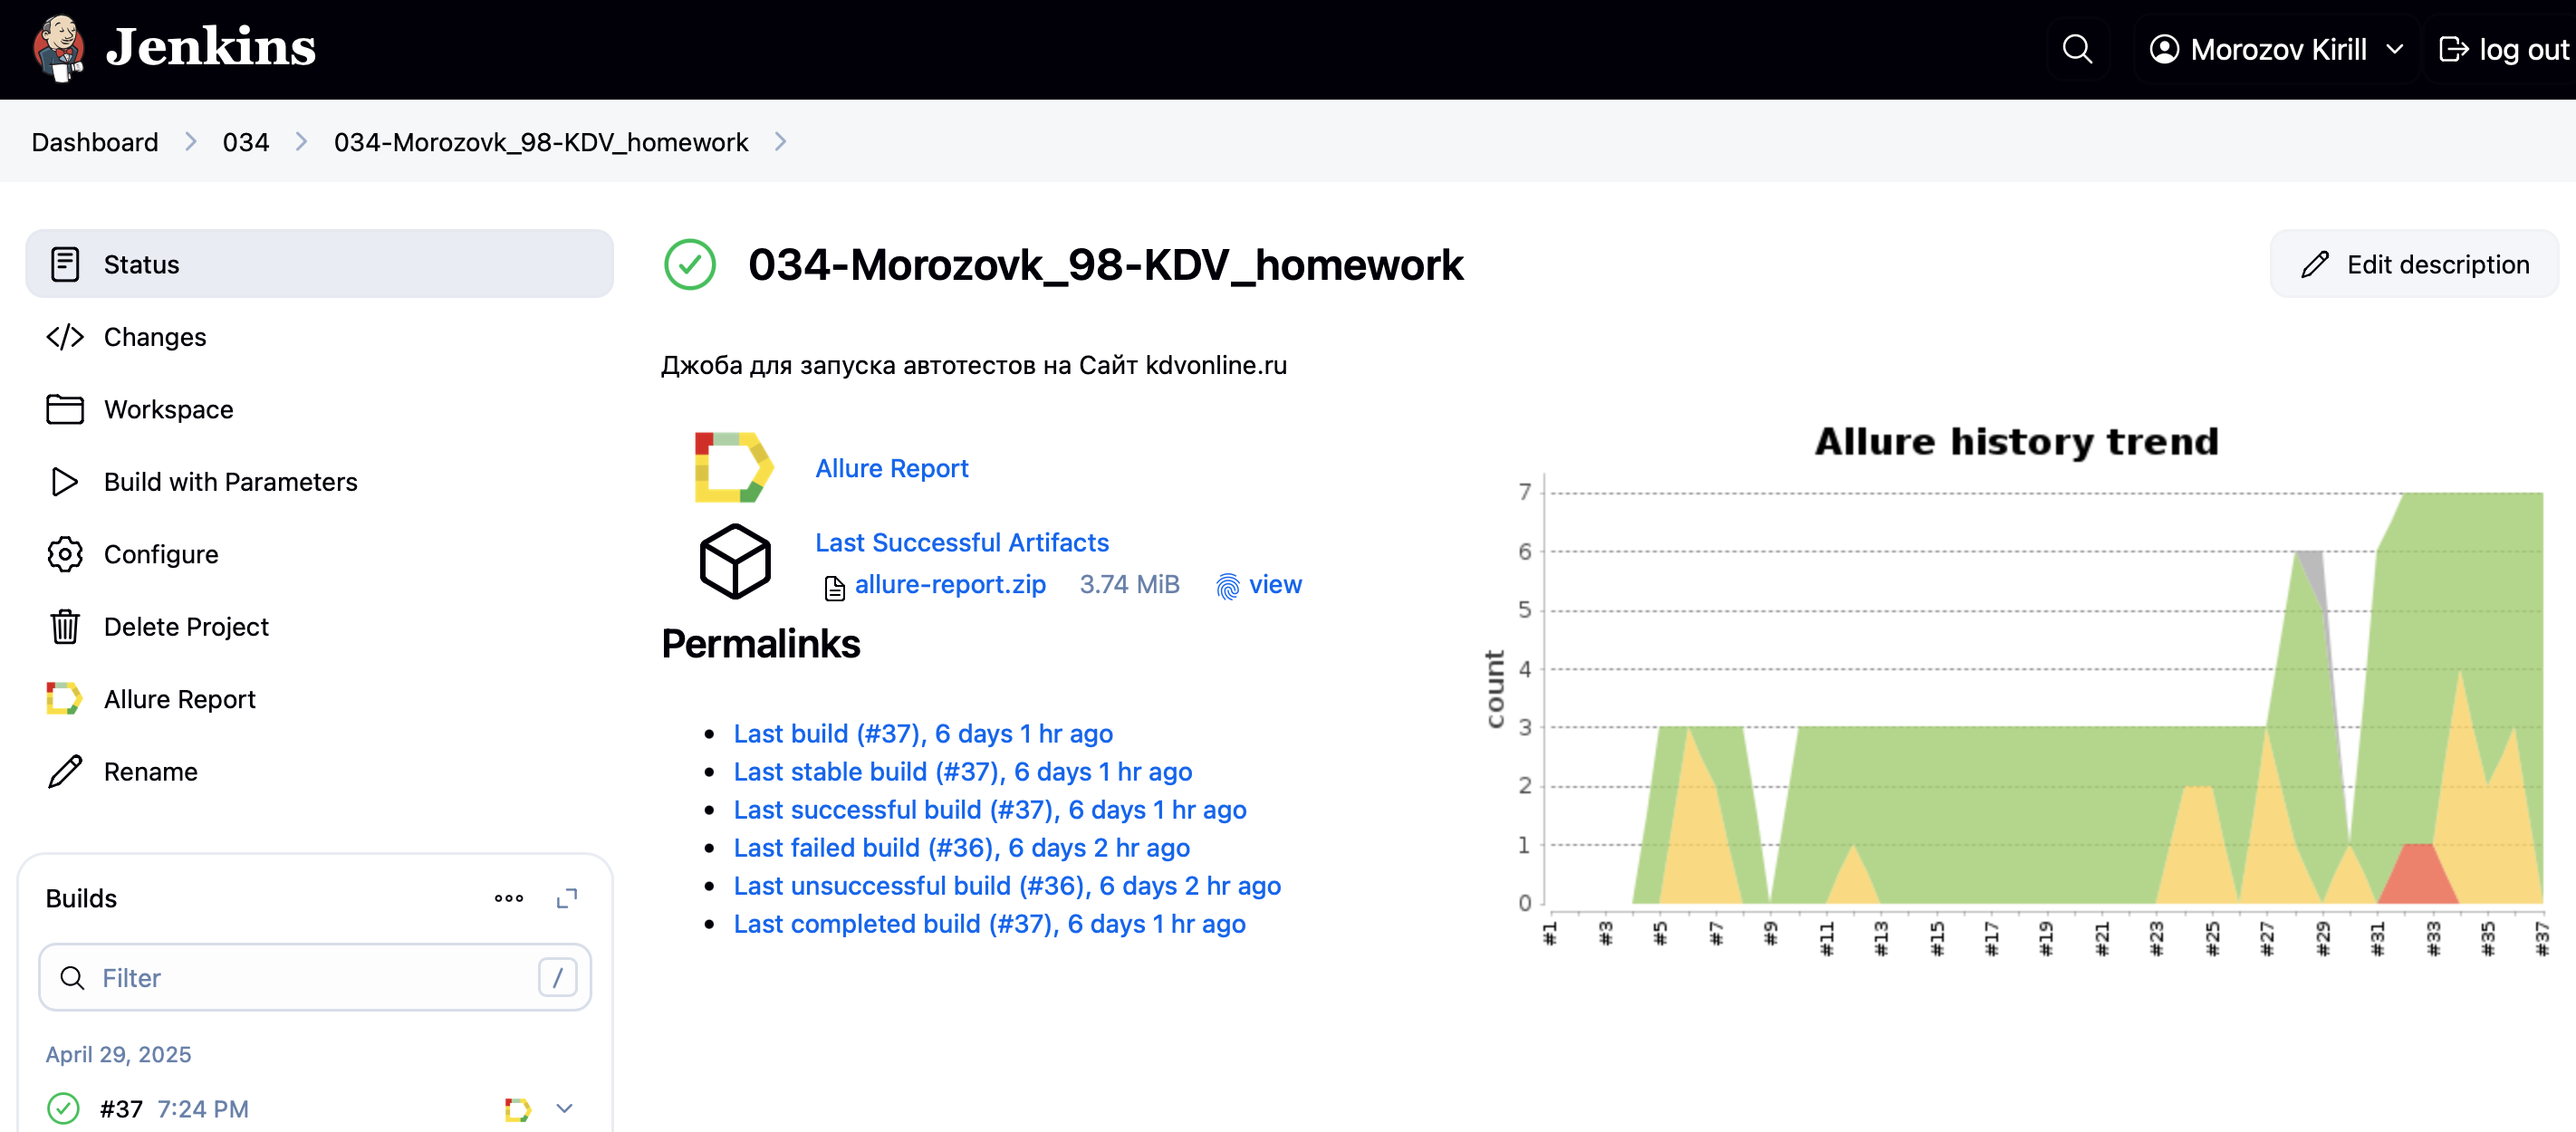 Jenkins
Morozov Kirill
log out
Dashboard
034
034-Morozovk_98-KDV_homework
Status
Changes
Workspace
Build with Parameters
Configure
Delete Project
Allure Report
Rename
Builds
Filter
/
April 29, 2025
#37 7:24 PM
034-Morozovk_98-KDV_homework
Edit description
Джоба для запуска автотестов на Сайт kdvonline.ru
Allure Report
Last Successful Artifacts
allure-report.zip 3.74 MiB view
Permalinks
Last build (#37), 6 days 1 hr ago
Last stable build (#37), 6 days 1 hr ago
Last successful build (#37), 6 days 1 hr ago
Last failed build (#36), 6 days 2 hr ago
Last unsuccessful build (#36), 6 days 2 hr ago
Last completed build (#37), 6 days 1 hr ago
Allure history trend
count
7
6
5
4
3
2
1
0
#1 #3 #5 #7 #9 #11 #13 #15 #17 #19 #21 #23 #25 #27 #29 #31 #33 #35 #37